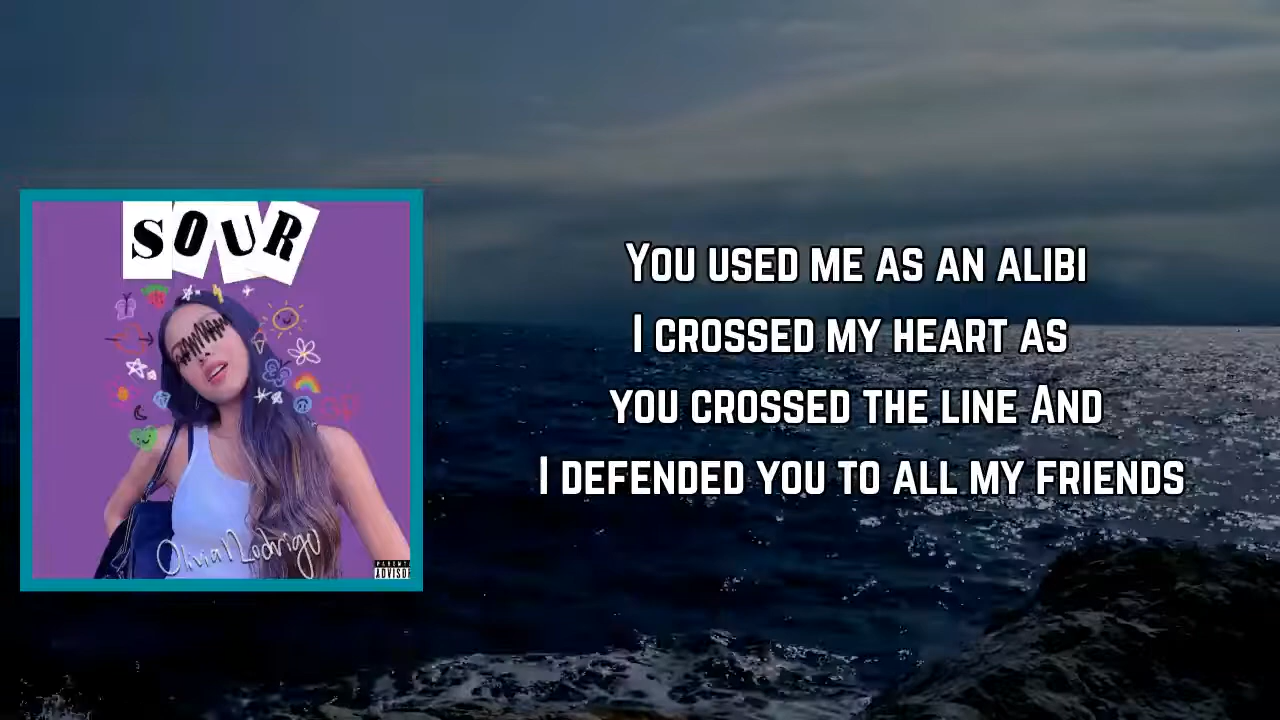 SOUR
Olivia Rodrigo
ADVISOR
YOU USED ME AS AN ALIBI
I CROSSED MY HEART AS
YOU CROSSED THE LINE AND
I DEFENDED YOU TO ALL MY FRIENDS